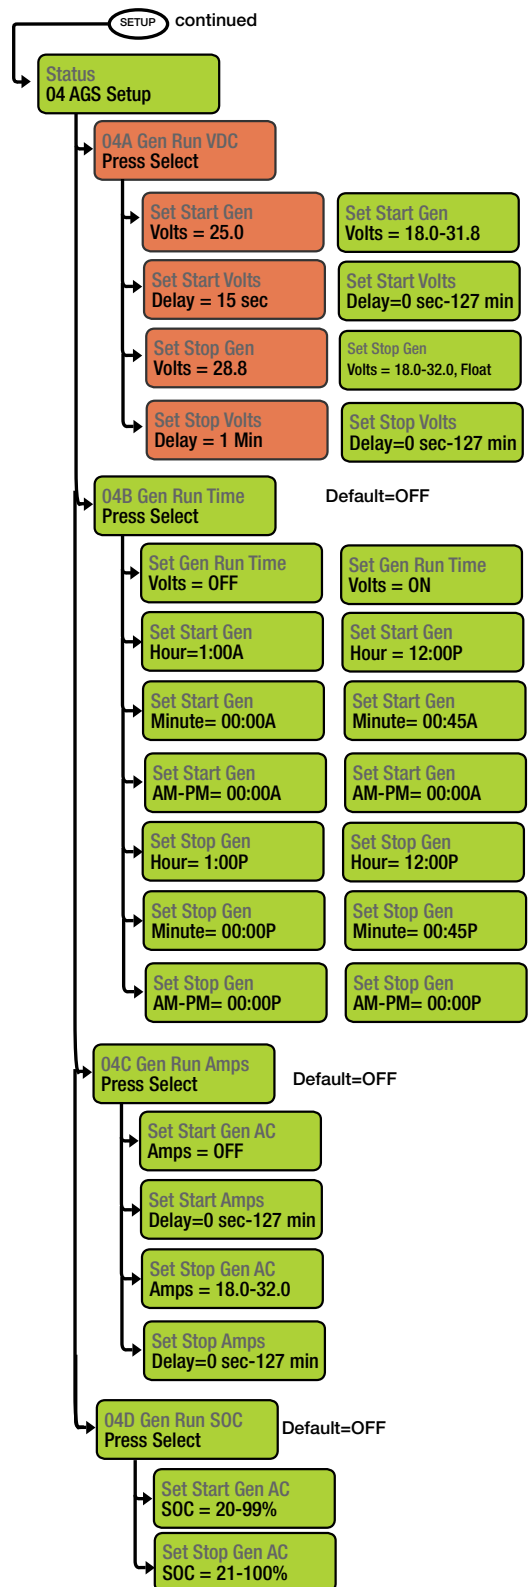 SETUP continued
Status
04 AGS Setup
04A Gen Run VDC
Press Select
Set Start Gen
Volts = 25.0
Set Start Gen
Volts = 18.0-31.8
Set Start Volts
Delay = 15 sec
Set Start Volts
Delay=0 sec-127 min
Set Stop Gen
Volts = 28.8
Set Stop Gen
Volts = 18.0-32.0, Float
Set Stop Volts
Delay = 1 Min
Set Stop Volts
Delay=0 sec-127 min
04B Gen Run Time
Press Select
Default=OFF
Set Gen Run Time
Volts = OFF
Set Gen Run Time
Volts = ON
Set Start Gen
Hour=1:00A
Set Start Gen
Hour = 12:00P
Set Start Gen
Minute= 00:00A
Set Start Gen
Minute= 00:45A
Set Start Gen
AM-PM= 00:00A
Set Start Gen
AM-PM= 00:00A
Set Stop Gen
Hour= 1:00P
Set Stop Gen
Hour= 12:00P
Set Stop Gen
Minute= 00:00P
Set Stop Gen
Minute= 00:45P
Set Stop Gen
AM-PM= 00:00P
Set Stop Gen
AM-PM= 00:00P
04C Gen Run Amps
Press Select
Default=OFF
Set Start Gen AC
Amps = OFF
Set Start Amps
Delay=0 sec-127 min
Set Stop Gen AC
Amps = 18.0-32.0
Set Stop Amps
Delay=0 sec-127 min
04D Gen Run SOC
Press Select
Default=OFF
Set Start Gen AC
SOC = 20-99%
Set Stop Gen AC
SOC = 21-100%